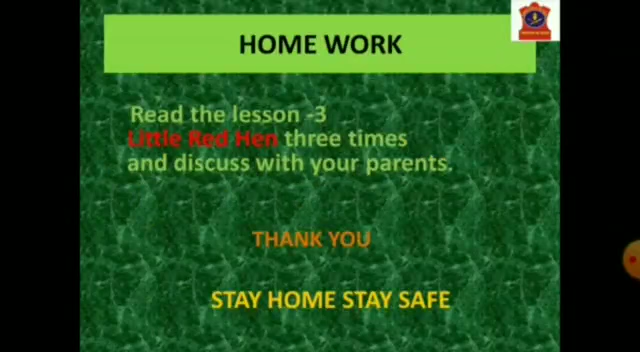 HOME WORK
Read the lesson -3
Little Red Hen three times
and discuss with your parents.
THANK YOU
STAY HOME STAY SAFE